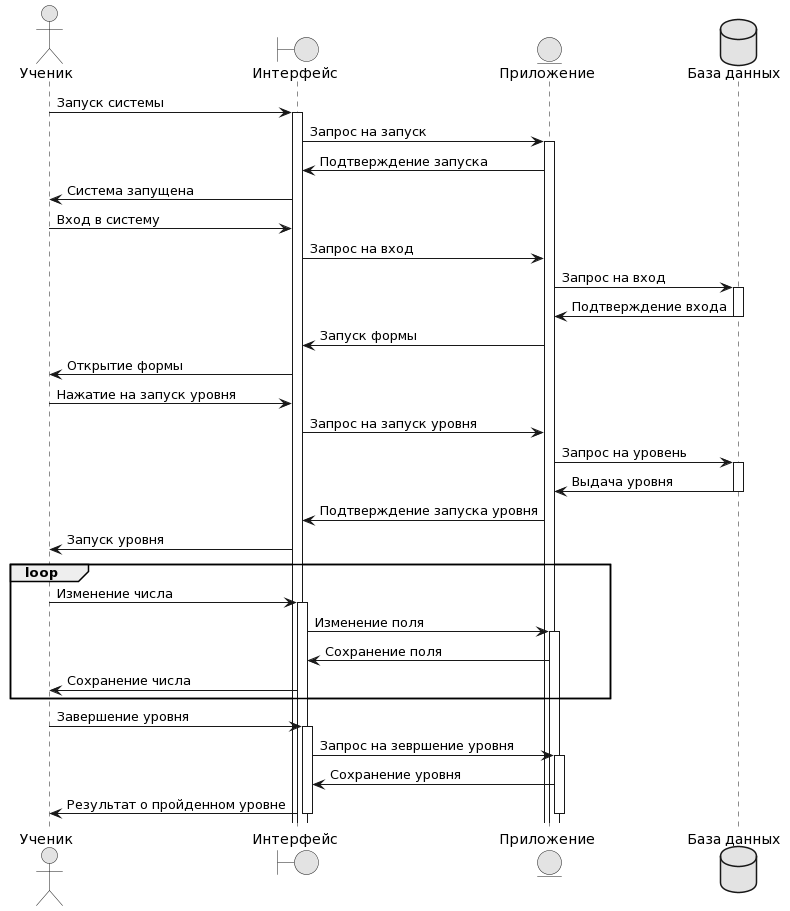 Ученик
Интерфейс
Приложение
База данных
Запуск системы
Запрос на запуск
Подтверждение запуска
Система запущена
Вход в систему
Запрос на вход
Запрос на вход
Подтверждение входа
Запуск формы
Открытие формы
Нажатие на запуск уровня
Запрос на запуск уровня
Запрос на уровень
Выдача уровня
Подтверждение запуска уровня
Запуск уровня
loop
Изменение числа
Изменение поля
Сохранение поля
Сохранение числа
Завершение уровня
Запрос на зевршение уровня
Сохранение уровня
Результат о пройденном уровне
Ученик
Интерфейс
Приложение
База данных